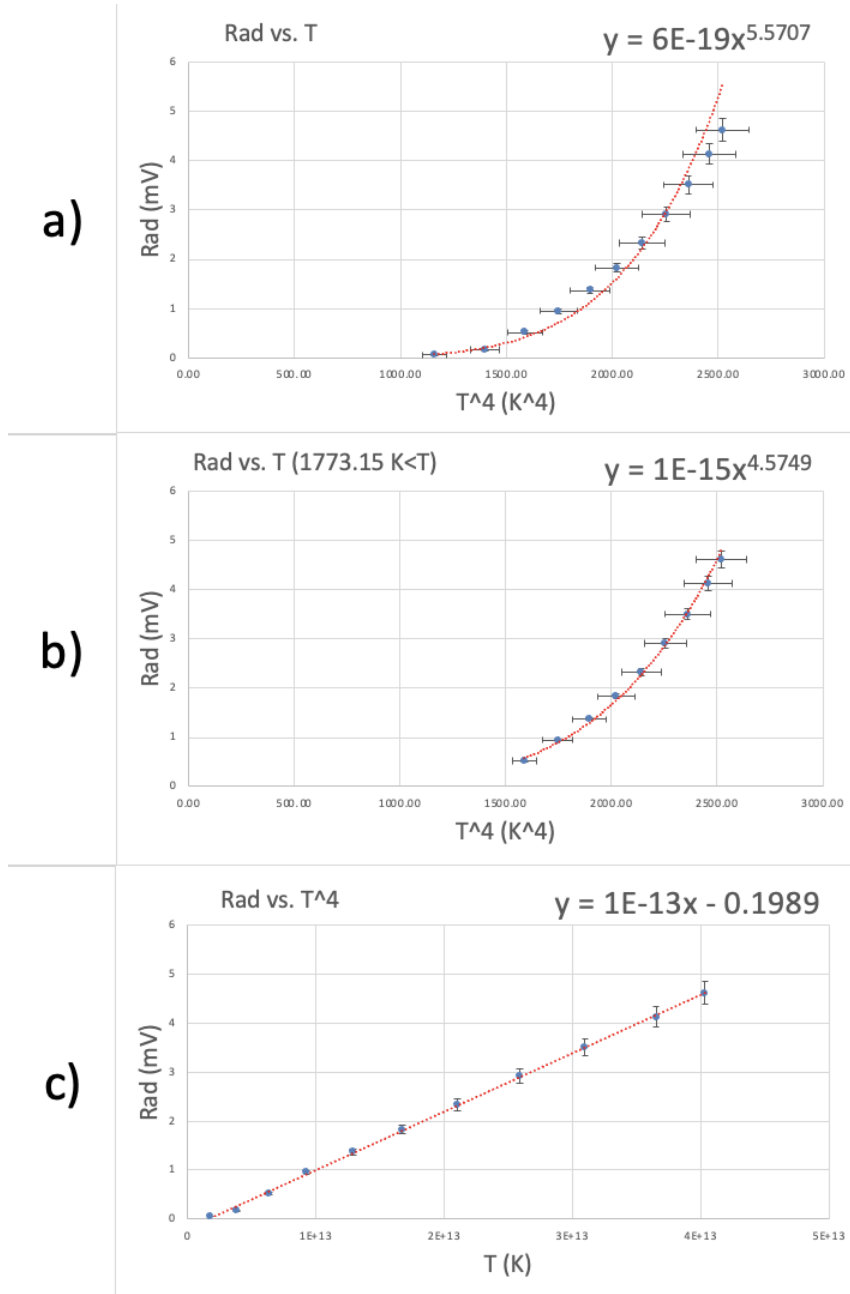 a)
Rad vs. T
y = 6E-19x^5.5707
Rad (mV)
6
5
4
3
2
1
0
0.00 500.00 1000.00 1500.00 2000.00 2500.00 3000.00
T^4 (K^4)
b)
Rad vs. T (1773.15 K<T)
y = 1E-15x^4.5749
Rad (mV)
6
5
4
3
2
1
0
0.00 500.00 1000.00 1500.00 2000.00 2500.00 3000.00
T^4 (K^4)
c)
Rad vs. T^4
y = 1E-13x - 0.1989
Rad (mV)
6
5
4
3
2
1
0
0 1E+13 2E+13 3E+13 4E+13 5E+13
T (K)